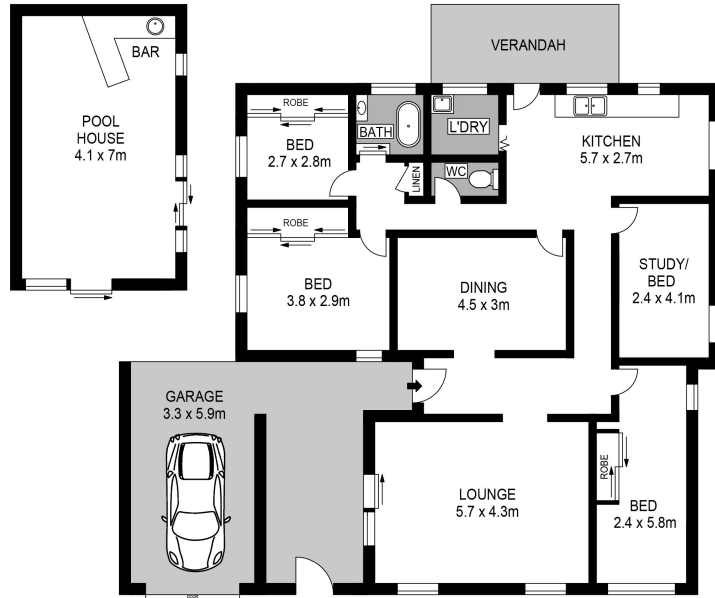 BAR
POOL
HOUSE
4.1 x 7m
VERANDAH
ROBE
BED
2.7 x 2.8m
BATH
L'DRY
WC
LINEN
KITCHEN
5.7 x 2.7m
ROBE
BED
3.8 x 2.9m
DINING
4.5 x 3m
STUDY/
BED
2.4 x 4.1m
GARAGE
3.3 x 5.9m
LOUNGE
5.7 x 4.3m
ROBE
BED
2.4 x 5.8m
DOOR